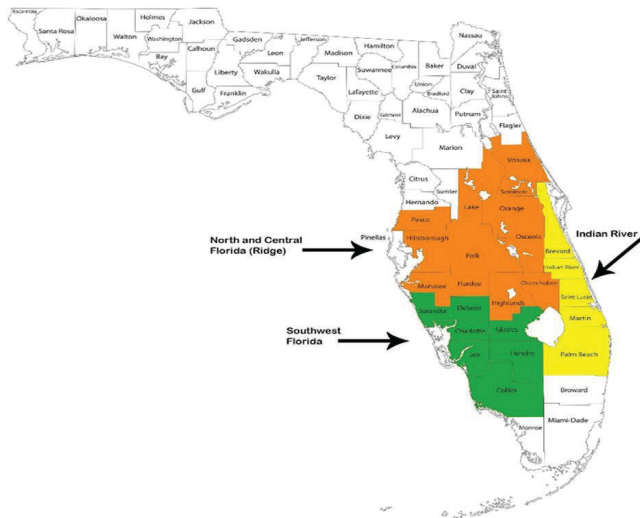 Escambia
Santa Rosa
Okaloosa
Walton
Holmes
Washington
Bay
Jackson
Calhoun
Gulf
Gadsden
Liberty
Franklin
Leon
Wakulla
Jefferson
Madison
Taylor
Hamilton
Suwannee
Lafayette
Columbia
Dixie
Gilchrist
Levy
Nassau
Baker
Duval
Union
Bradford
Clay
Saint
Johns
Alachua
Putnam
Flagler
Marion
Volusia
Citrus
Sumter
Hernando
Lake
Seminole
Orange
Pasco
Pinellas
Hillsborough
Polk
Osceola
Brevard
Indian River
Manatee
Hardee
Highlands
Okeechobee
Saint Lucie
Sarasota
DeSoto
Martin
Charlotte
Glades
Lee
Hendry
Palm Beach
Collier
Broward
Monroe
Miami-Dade
North and Central
Florida (Ridge)
Southwest
Florida
Indian River